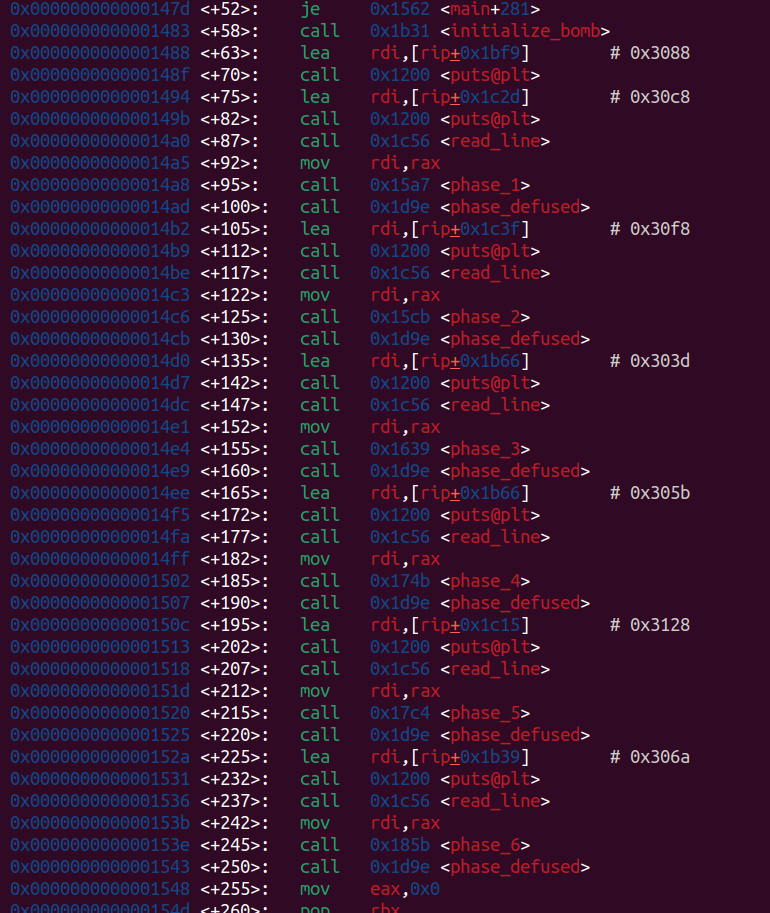 0x000000000000147d <+52>: je 0x1562 <main+281>
0x0000000000001483 <+58>: call 0x1b31 <initialize_bomb>
0x0000000000001488 <+63>: lea rdi,[rip+0x1bf9] # 0x3088
0x000000000000148f <+70>: call 0x1200 <puts@plt>
0x0000000000001494 <+75>: lea rdi,[rip+0x1c2d] # 0x30c8
0x000000000000149b <+82>: call 0x1200 <puts@plt>
0x00000000000014a0 <+87>: call 0x1c56 <read_line>
0x00000000000014a5 <+92>: mov rdi,rax
0x00000000000014a8 <+95>: call 0x15a7 <phase_1>
0x00000000000014ad <+100>: call 0x1d9e <phase_defused>
0x00000000000014b2 <+105>: lea rdi,[rip+0x1c3f] # 0x30f8
0x00000000000014b9 <+112>: call 0x1200 <puts@plt>
0x00000000000014be <+117>: call 0x1c56 <read_line>
0x00000000000014c3 <+122>: mov rdi,rax
0x00000000000014c6 <+125>: call 0x15cb <phase_2>
0x00000000000014cb <+130>: call 0x1d9e <phase_defused>
0x00000000000014d0 <+135>: lea rdi,[rip+0x1b66] # 0x303d
0x00000000000014d7 <+142>: call 0x1200 <puts@plt>
0x00000000000014dc <+147>: call 0x1c56 <read_line>
0x00000000000014e1 <+152>: mov rdi,rax
0x00000000000014e4 <+155>: call 0x1639 <phase_3>
0x00000000000014e9 <+160>: call 0x1d9e <phase_defused>
0x00000000000014ee <+165>: lea rdi,[rip+0x1b66] # 0x305b
0x00000000000014f5 <+172>: call 0x1200 <puts@plt>
0x00000000000014fa <+177>: call 0x1c56 <read_line>
0x00000000000014ff <+182>: mov rdi,rax
0x0000000000001502 <+185>: call 0x174b <phase_4>
0x0000000000001507 <+190>: call 0x1d9e <phase_defused>
0x000000000000150c <+195>: lea rdi,[rip+0x1c15] # 0x3128
0x0000000000001513 <+202>: call 0x1200 <puts@plt>
0x0000000000001518 <+207>: call 0x1c56 <read_line>
0x000000000000151d <+212>: mov rdi,rax
0x0000000000001520 <+215>: call 0x17c4 <phase_5>
0x0000000000001525 <+220>: call 0x1d9e <phase_defused>
0x000000000000152a <+225>: lea rdi,[rip+0x1b39] # 0x306a
0x0000000000001531 <+232>: call 0x1200 <puts@plt>
0x0000000000001536 <+237>: call 0x1c56 <read_line>
0x000000000000153b <+242>: mov rdi,rax
0x000000000000153e <+245>: call 0x185b <phase_6>
0x0000000000001543 <+250>: call 0x1d9e <phase_defused>
0x0000000000001548 <+255>: mov eax,0x0
0x000000000000154d <+260>: pop rbx